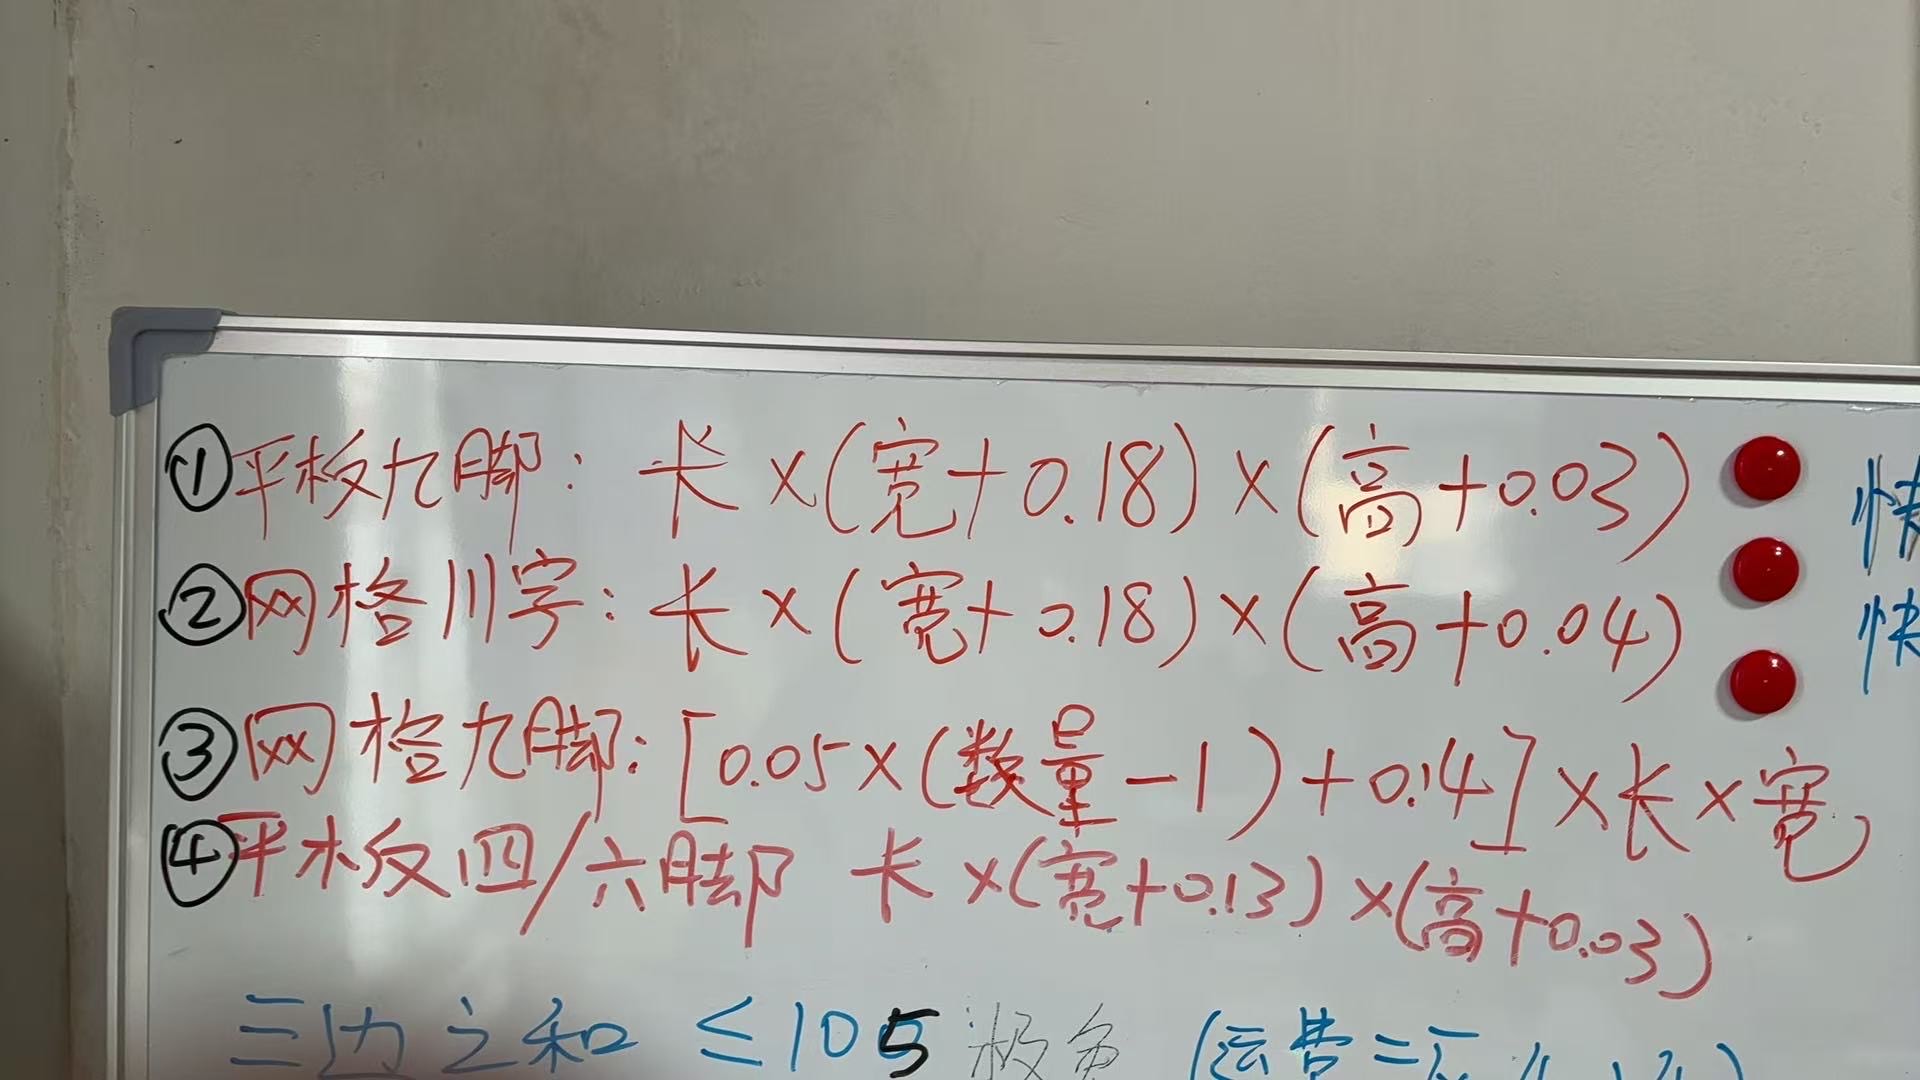 ①平板九脚: 长×(宽+0.18)×(高+0.03)
快
②网格川字: 长×(宽+0.18)×(高+0.04)
快
③网格九脚: [0.05×(数量-1)+0.14]×长×宽
④平板四/六脚 长×(宽+0.13)×(高+0.03)
三边之和 ≤105 极兔 (运费=